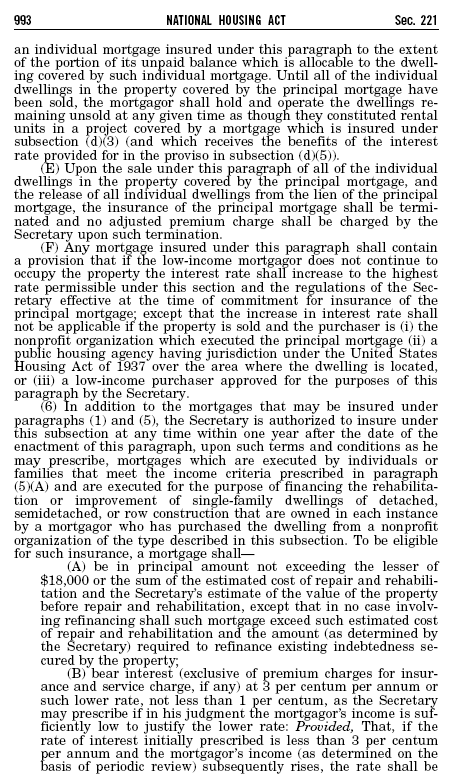 993 NATIONAL HOUSING ACT Sec. 221
an individual mortgage insured under this paragraph to the extent
of the portion of its unpaid balance which is allocable to the dwell-
ing covered by such individual mortgage. Until all of the individual
dwellings in the property covered by the principal mortgage have
been sold, the mortgagor shall hold and operate the dwellings re-
maining unsold at any given time as though they constituted rental
units in a project covered by a mortgage which is insured under
subsection (d)(3) (and which receives the benefits of the interest
rate provided for in the proviso in subsection (d)(5)).
(E) Upon the sale under this paragraph of all of the individual
dwellings in the property covered by the principal mortgage, and
the release of all individual dwellings from the lien of the principal
mortgage, the insurance of the principal mortgage shall be termi-
nated and no adjusted premium charge shall be charged by the
Secretary upon such termination.
(F) Any mortgage insured under this paragraph shall contain
a provision that if the low-income mortgagor does not continue to
occupy the property the interest rate shall increase to the highest
rate permissible under this section and the regulations of the Sec-
retary effective at the time of commitment for insurance of the
principal mortgage; except that the increase in interest rate shall
not be applicable if the property is sold and the purchaser is (i) the
nonprofit organization which executed the principal mortgage (ii) a
public housing agency having jurisdiction under the United States
Housing Act of 1937 over the area where the dwelling is located,
or (iii) a low-income purchaser approved for the purposes of this
paragraph by the Secretary.
(6) In addition to the mortgages that may be insured under
paragraphs (1) and (5), the Secretary is authorized to insure under
this subsection at any time within one year after the date of the
enactment of this paragraph, upon such terms and conditions as he
may prescribe, mortgages which are executed by individuals or
families that meet the income criteria prescribed in paragraph
(5)(A) and are executed for the purpose of financing the rehabilita-
tion or improvement of single-family dwellings of detached,
semidetached, or row construction that are owned in each instance
by a mortgagor who has purchased the dwelling from a nonprofit
organization of the type described in this subsection. To be eligible
for such insurance, a mortgage shall—
(A) be in principal amount not exceeding the lesser of
$18,000 or the sum of the estimated cost of repair and rehabili-
tation and the Secretary's estimate of the value of the property
before repair and rehabilitation, except that in no case involv-
ing refinancing shall such mortgage exceed such estimated cost
of repair and rehabilitation and the amount (as determined by
the Secretary) required to refinance existing indebtedness se-
cured by the property;
(B) bear interest (exclusive of premium charges for insur-
ance and service charge, if any) at 3 per centum per annum or
such lower rate, not less than 1 per centum, as the Secretary
may prescribe if in his judgment the mortgagor's income is suf-
ficiently low to justify the lower rate: Provided, That, if the
rate of interest initially prescribed is less than 3 per centum
per annum and the mortgagor's income (as determined on the
basis of periodic review) subsequently rises, the rate shall be